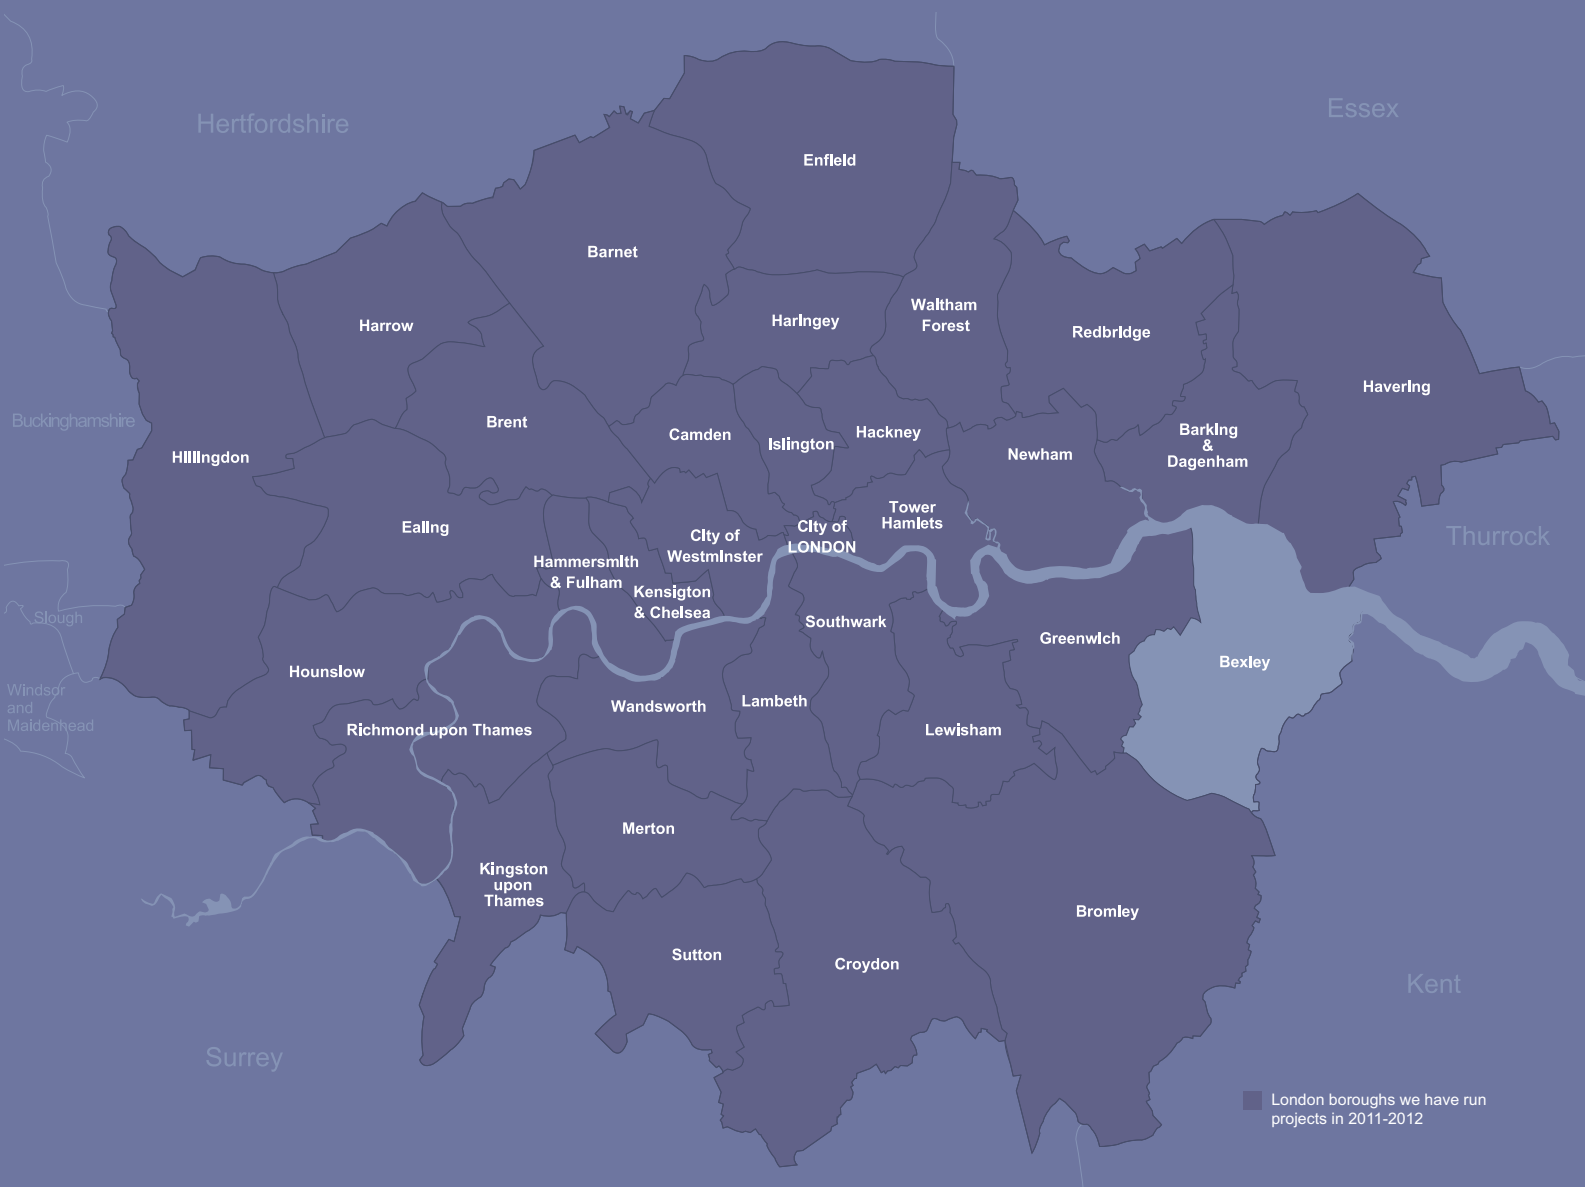 Hertfordshire
Essex
Enfield
Barnet
Harrow
Haringey
Waltham
Forest
Redbridge
Havering
Buckinghamshire
Brent
Camden
Islington
Hackney
Newham
Barking
&
Dagenham
Hillingdon
Ealing
City of
Westminster
City of
LONDON
Tower
Hamlets
Thurrock
Hammersmith
& Fulham
Kensigton
& Chelsea
Slough
Southwark
Greenwich
Bexley
Hounslow
Windsor
and
Maidenhead
Richmond upon Thames
Wandsworth
Lambeth
Lewisham
Merton
Kingston
upon
Thames
Bromley
Sutton
Croydon
Kent
Surrey
London boroughs we have run
projects in 2011-2012